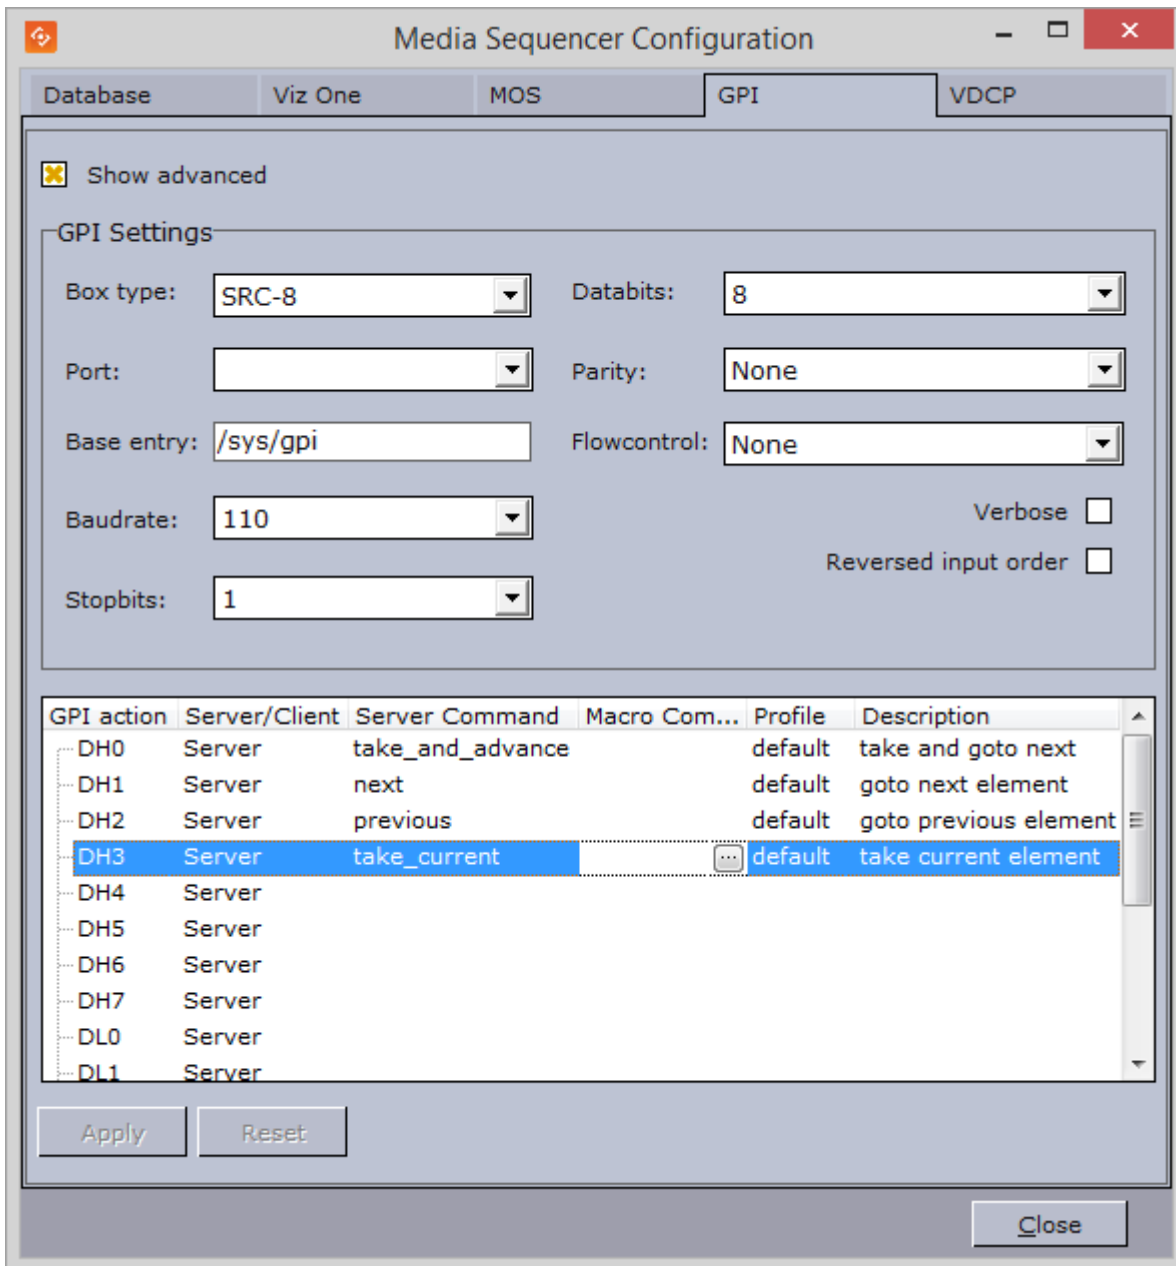 Media Sequencer Configuration
Database Viz One MOS GPI VDCP
Show advanced
GPI Settings
Box type: SRC-8 Databits: 8
Port: Parity: None
Base entry: /sys/gpi Flowcontrol: None
Baudrate: 110 Verbose
Reversed input order
Stopbits: 1
GPI action Server/Client Server Command Macro Com... Profile Description
DH0 Server take_and_advance default take and goto next
DH1 Server next default goto next element
DH2 Server previous default goto previous element
DH3 Server take_current ... default take current element
DH4 Server
DH5 Server
DH6 Server
DH7 Server
DL0 Server
DL1 Server
Apply Reset
Close